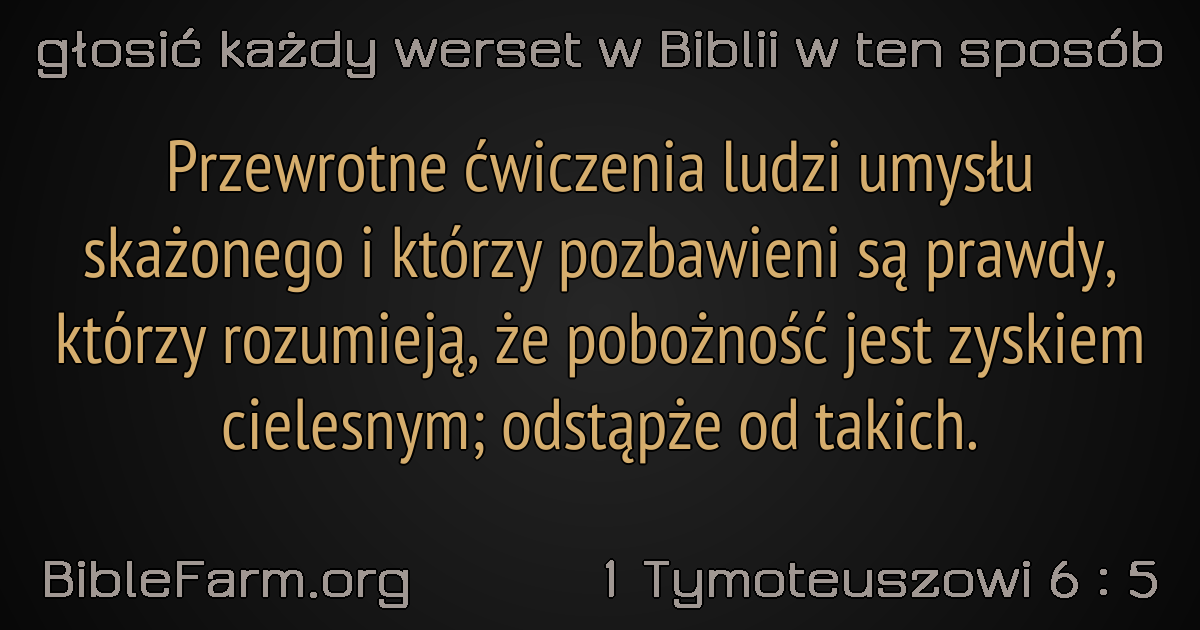 głosić każdy werset w Biblii w ten sposób
Przewrotne ćwiczenia ludzi umysłu
skażonego i którzy pozbawieni są prawdy,
którzy rozumieją, że pobożność jest zyskiem
cielesnym; odstąpże od takich.
BibleFarm.org
1 Tymoteuszowi 6 : 5